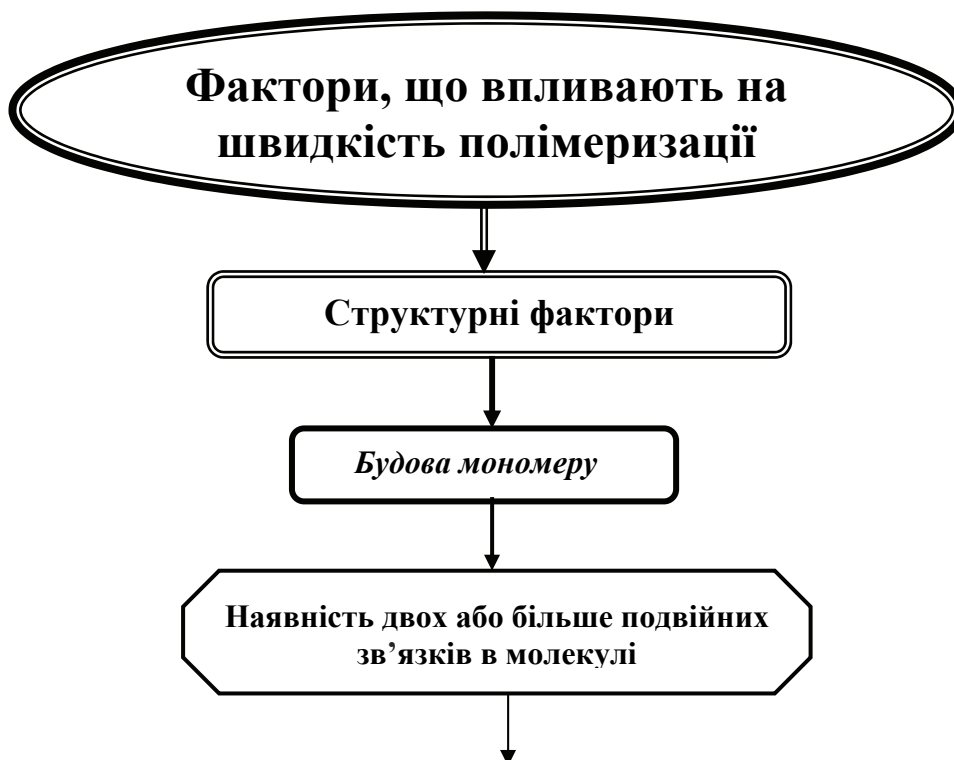 Фактори, що впливають на
швидкість полімеризації
Структурні фактори
Будова мономеру
Наявність двох або більше подвійних
зв’язків в молекулі